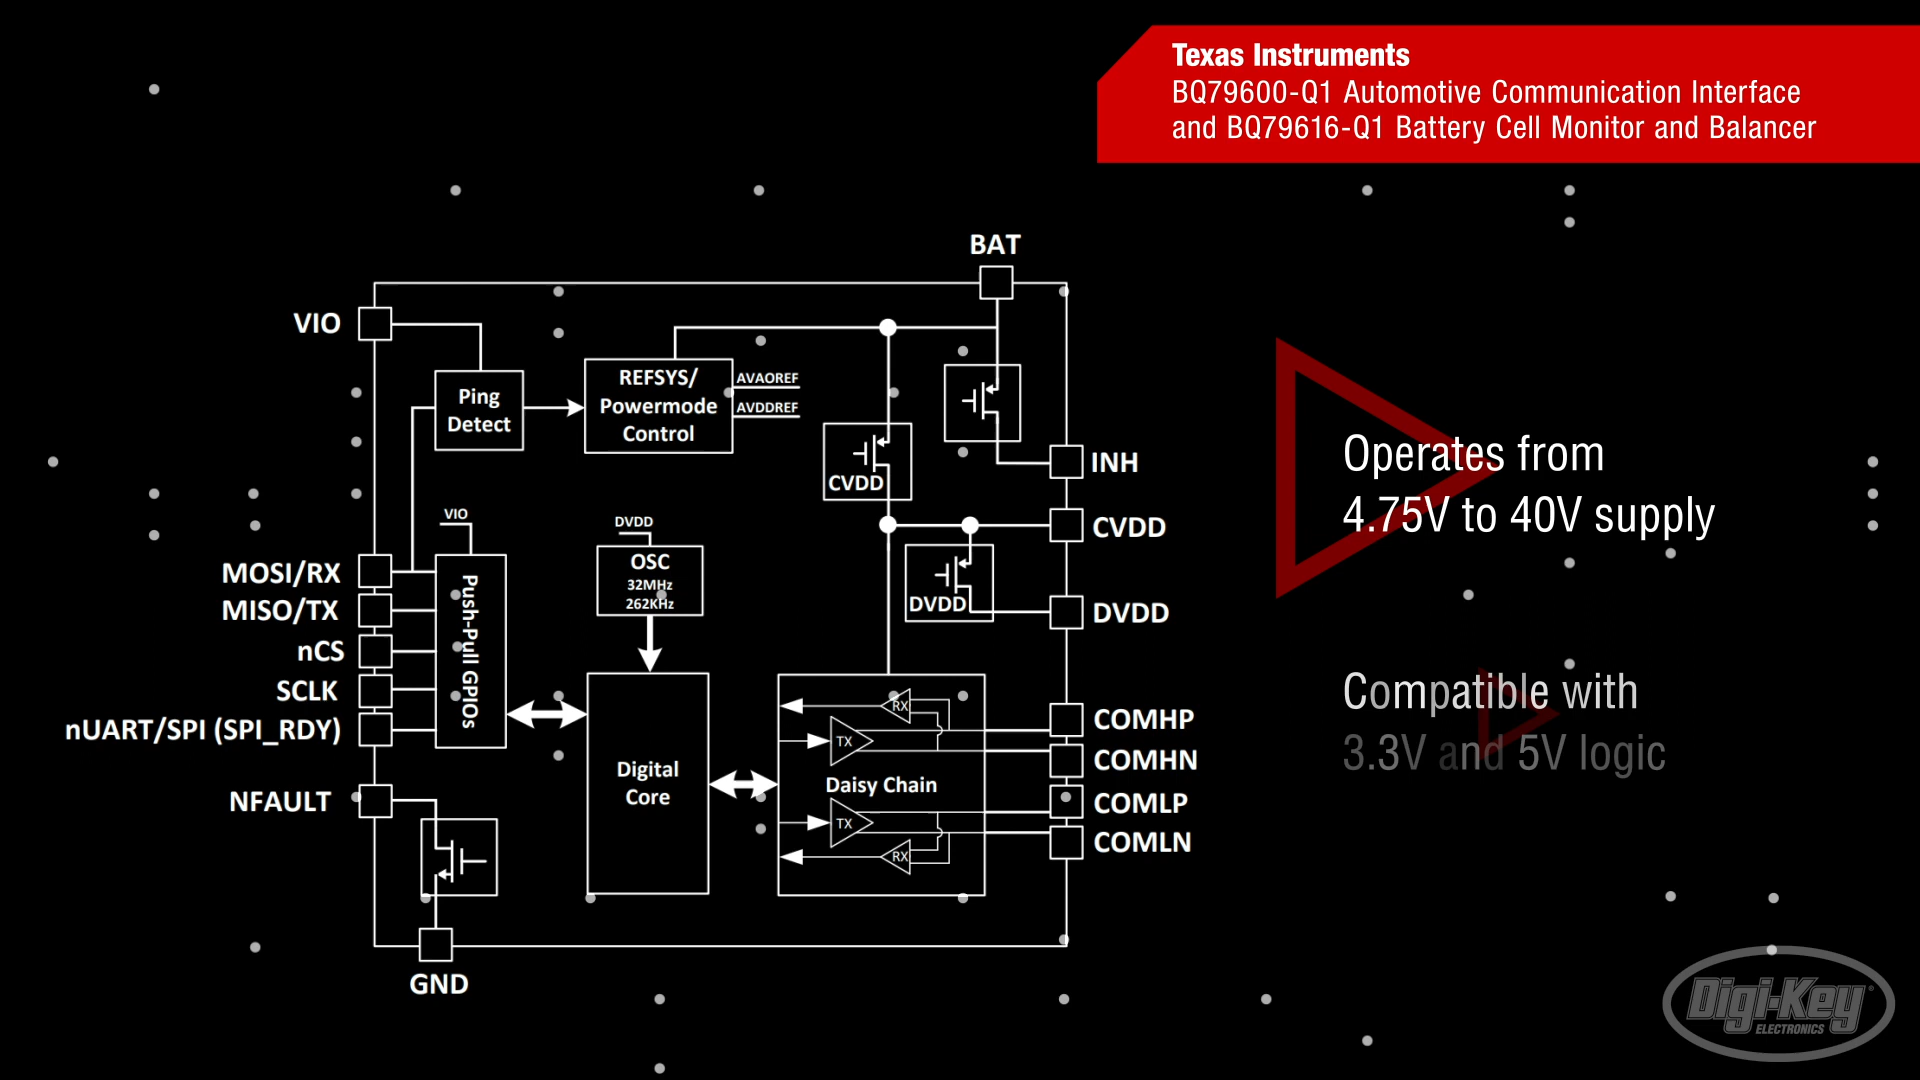 Texas Instruments
BQ79600-Q1 Automotive Communication Interface
and BQ79616-Q1 Battery Cell Monitor and Balancer
BAT
VIO
Ping
Detect
REFSYS/
Powermode
Control
AVAOREF
AVDDREF
CVDD
INH
CVDD
DVDD
DVDD
VIO
DVDD
OSC
32MHz
262KHz
MOSI/RX
MISO/TX
nCS
SCLK
nUART/SPI (SPI_RDY)
Push-Pull GPIOs
NFAULT
GND
Digital
Core
RX
TX
Daisy Chain
TX
RX
COMHP
COMHN
COMLP
COMLN
Operates from
4.75V to 40V supply
Compatible with
3.3V and 5V logic
Digi-Key
ELECTRONICS